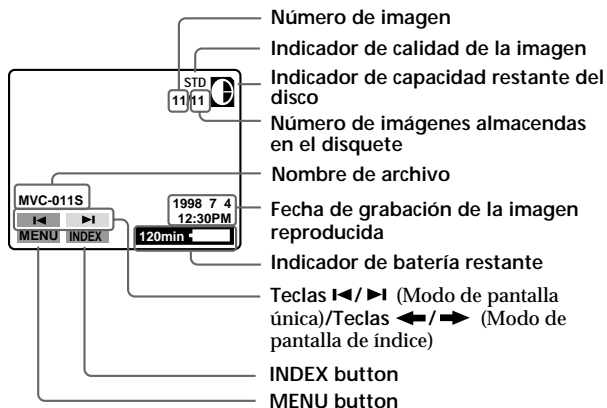 Número de imagen
Indicador de calidad de la imagen
Indicador de capacidad restante del
disco
Número de imágenes almacendas
en el disquete
Nombre de archivo
Fecha de grabación de la imagen
reproducida
Indicador de batería restante
Teclas I◀/▶I (Modo de pantalla
única)/Teclas ←/→ (Modo de
pantalla de índice)
INDEX button
MENU button
STD
11/11
MVC-011S
I◀ ▶I
MENU INDEX
1998 7 4
12:30PM
120min